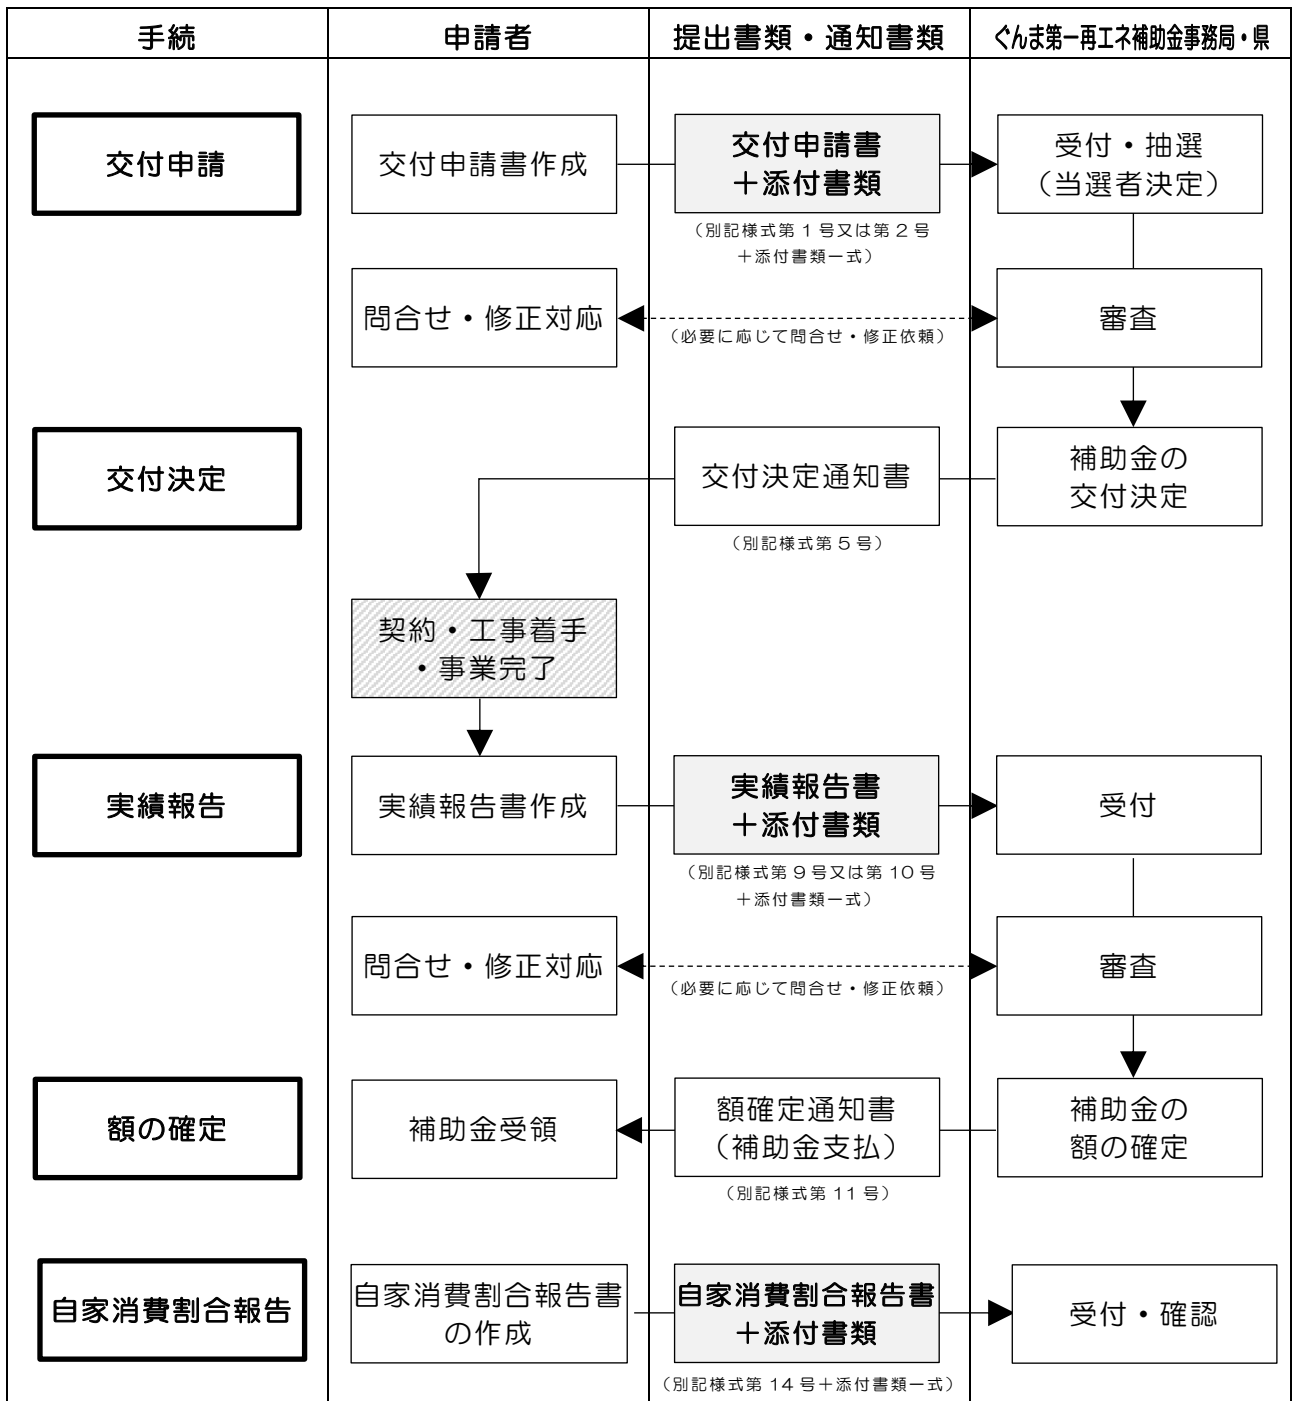 手続
申請者
提出書類・通知書類
ぐんま第一再エネ補助金事務局・県
交付申請
交付申請書作成
交付申請書
＋添付書類
（別記様式第１号又は第２号
＋添付書類一式）
受付・抽選
（当選者決定）
問合せ・修正対応
（必要に応じて問合せ・修正依頼）
審査
交付決定
交付決定通知書
（別記様式第５号）
補助金の
交付決定
契約・工事着手
・事業完了
実績報告
実績報告書作成
実績報告書
＋添付書類
（別記様式第９号又は第10号
＋添付書類一式）
受付
問合せ・修正対応
（必要に応じて問合せ・修正依頼）
審査
額の確定
補助金受領
額確定通知書
（補助金支払）
（別記様式第11号）
補助金の
額の確定
自家消費割合報告
自家消費割合報告書
の作成
自家消費割合報告書
＋添付書類
（別記様式第14号＋添付書類一式）
受付・確認